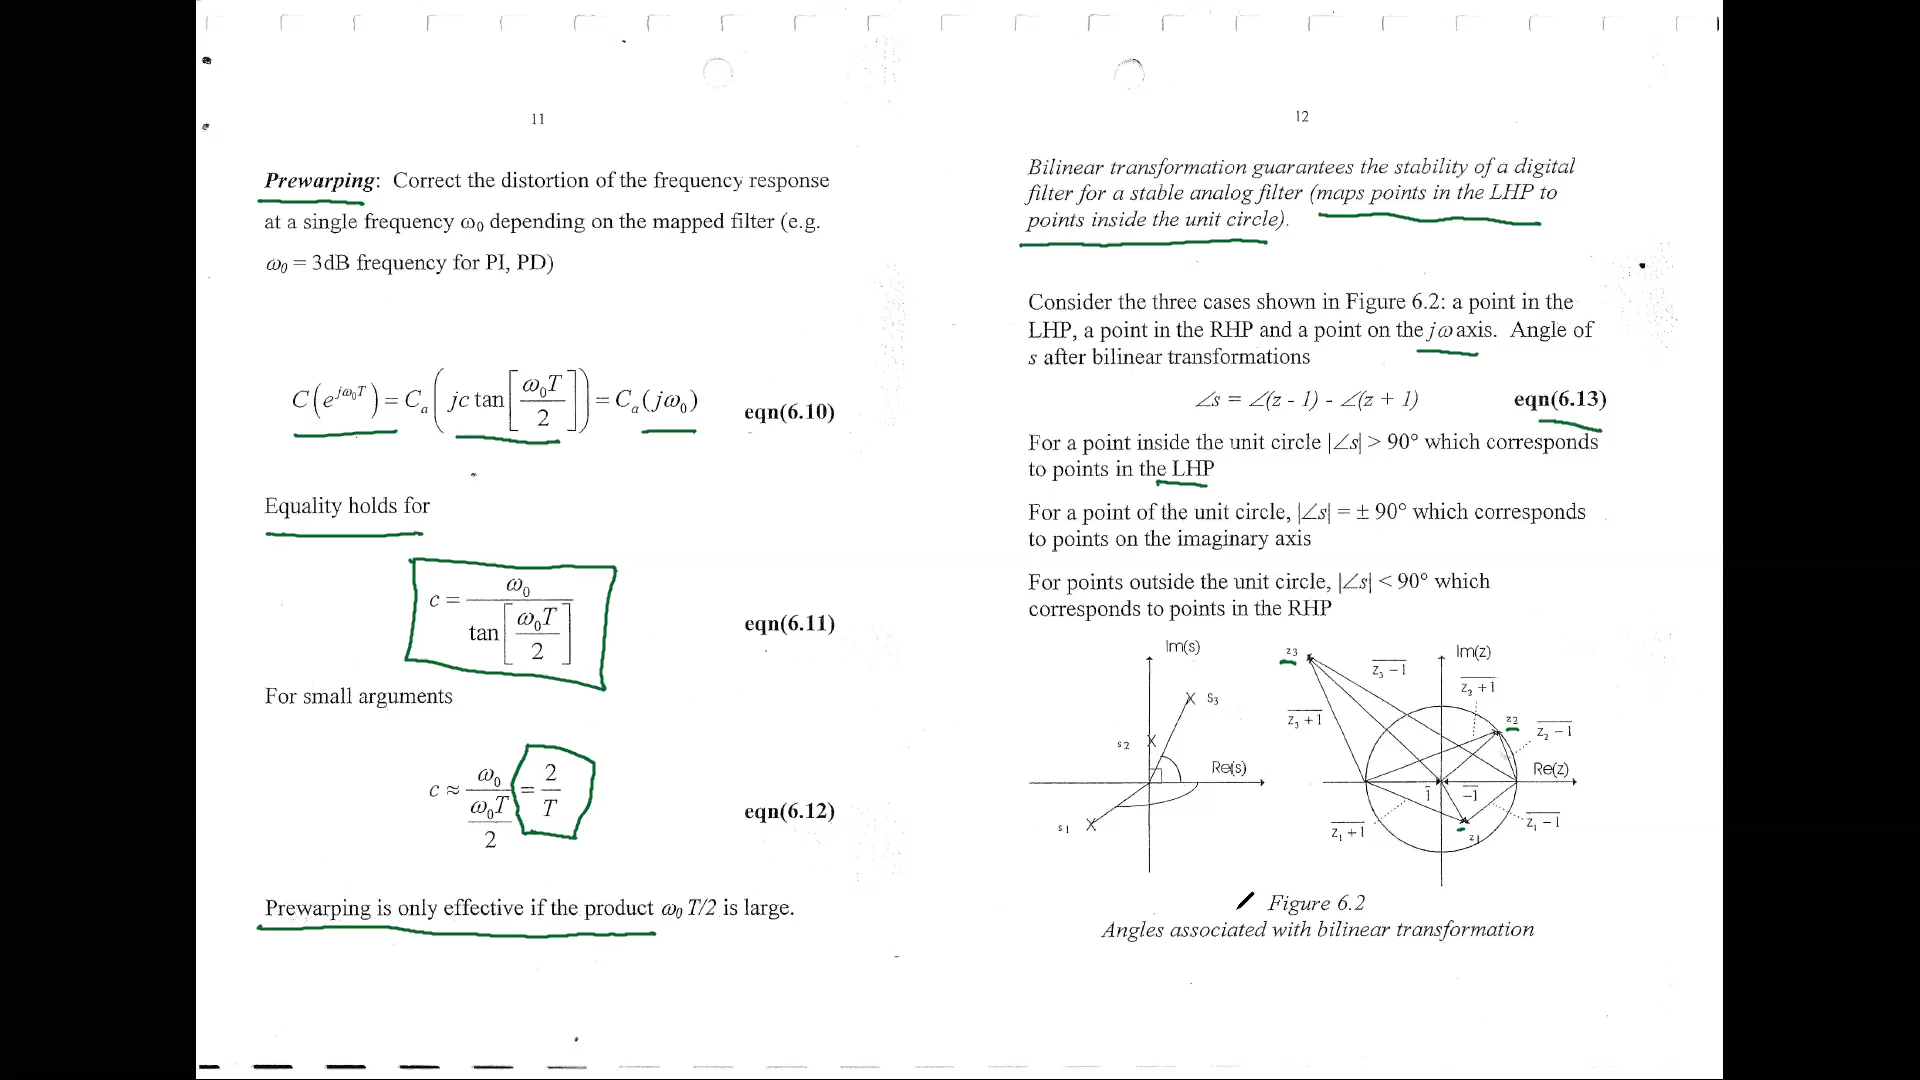 11
Prewarping: Correct the distortion of the frequency response
at a single frequency ω₀ depending on the mapped filter (e.g.
ω₀ = 3dB frequency for PI, PD)
C(e^{jω₀T}) = Cₐ(jc tan[ω₀T/2]) = Cₐ(jω₀) eqn(6.10)
Equality holds for
c = ω₀/tan[ω₀T/2] eqn(6.11)
For small arguments
c ≈ ω₀/(ω₀T/2) = 2/T eqn(6.12)
Prewarping is only effective if the product ω₀ T/2 is large.
12
Bilinear transformation guarantees the stability of a digital
filter for a stable analog filter (maps points in the LHP to
points inside the unit circle).
Consider the three cases shown in Figure 6.2: a point in the
LHP, a point in the RHP and a point on the jω axis. Angle of
s after bilinear transformations
∠s = ∠(z - 1) - ∠(z + 1) eqn(6.13)
For a point inside the unit circle |∠s| > 90° which corresponds
to points in the LHP
For a point of the unit circle, |∠s| = ± 90° which corresponds
to points on the imaginary axis
For points outside the unit circle, |∠s| < 90° which
corresponds to points in the RHP
Im(s)
s3
s2
Re(s)
s1
z3
Im(z)
z₃ − 1
z₂ + 1
z₃ + 1
z2
z₂ − 1
Re(z)
1
−1
z₁ + 1
z1
z₁ − 1
Figure 6.2
Angles associated with bilinear transformation